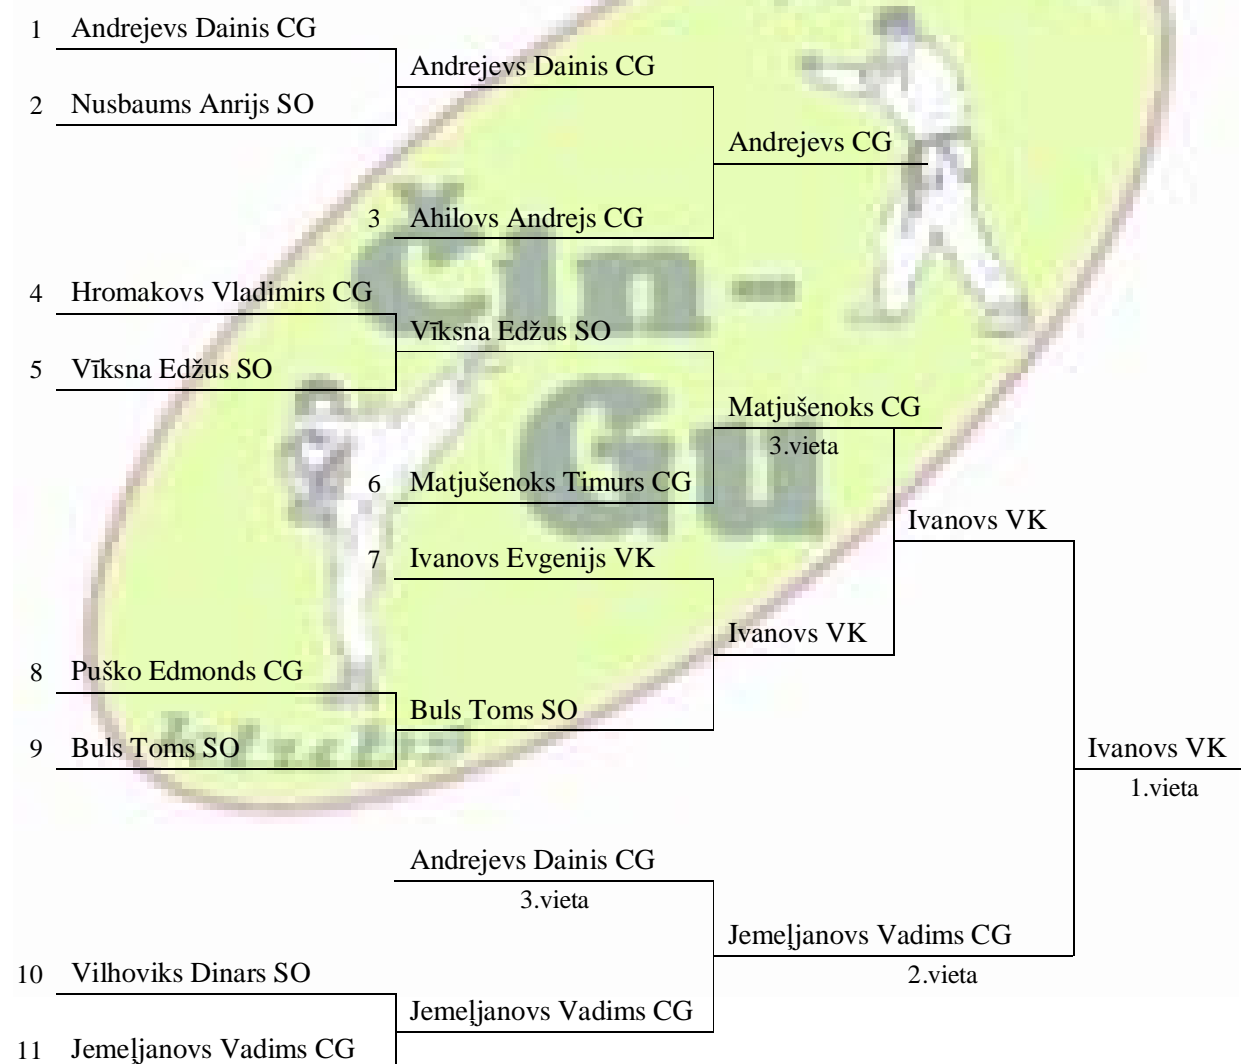 1 Andrejevs Dainis CG
Andrejevs Dainis CG
2 Nusbaums Anrijs SO
Andrejevs CG
3 Ahilovs Andrejs CG
4 Hromakovs Vladimirs CG
Vīksna Edžus SO
5 Vīksna Edžus SO
Matjušenoks CG
3.vieta
6 Matjušenoks Timurs CG
Ivanovs VK
7 Ivanovs Evgenijs VK
Ivanovs VK
8 Puško Edmonds CG
Buls Toms SO
9 Buls Toms SO
Ivanovs VK
1.vieta
Andrejevs Dainis CG
3.vieta
Jemeļjanovs Vadims CG
2.vieta
10 Vilhoviks Dinars SO
Jemeļjanovs Vadims CG
11 Jemeļjanovs Vadims CG
Čin-
Gu